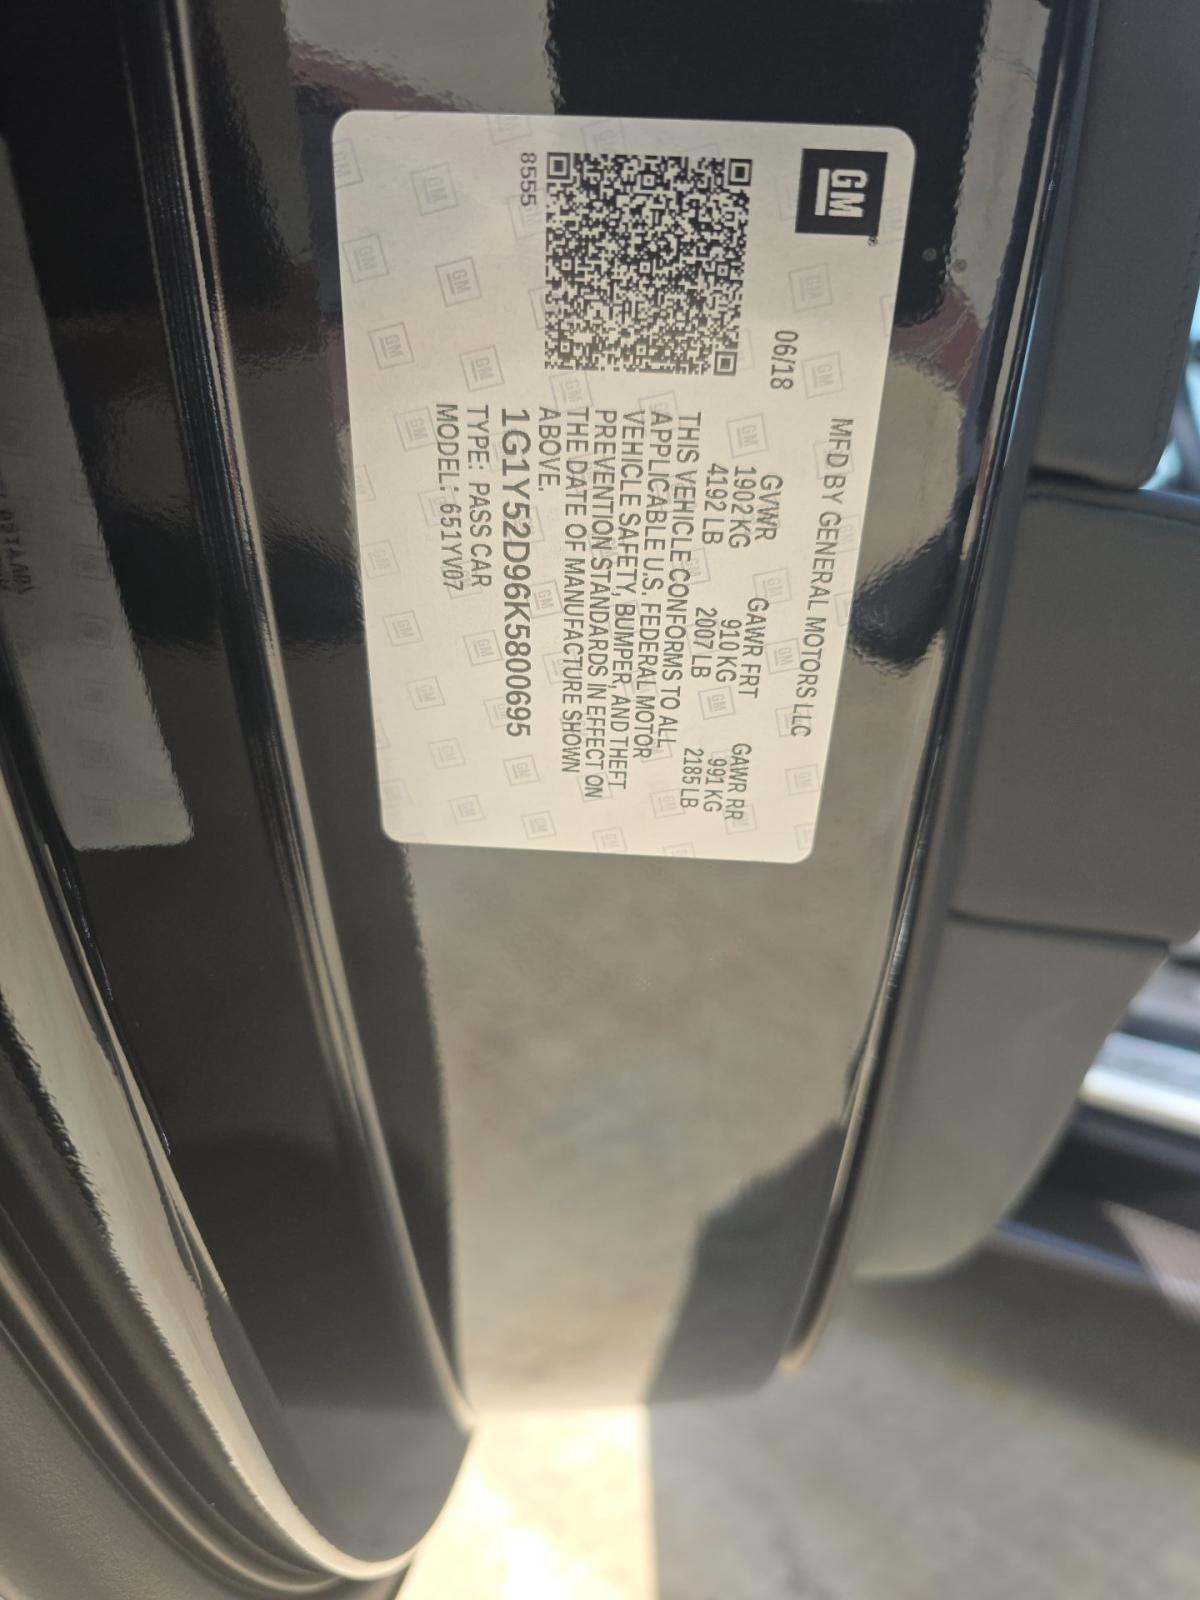 GM
MFD BY GENERAL MOTORS LLC
06/18
GVWR GAWR FRT GAWR RR
1902KG 910 KG 991 KG
4192 LB 2007 LB 2185 LB
THIS VEHICLE CONFORMS TO ALL
APPLICABLE U.S. FEDERAL MOTOR
VEHICLE SAFETY, BUMPER, AND THEFT
PREVENTION STANDARDS IN EFFECT ON
THE DATE OF MANUFACTURE SHOWN
ABOVE.
8555
1G1Y52D96K5800695
TYPE: PASS CAR
MODEL: 651YV07